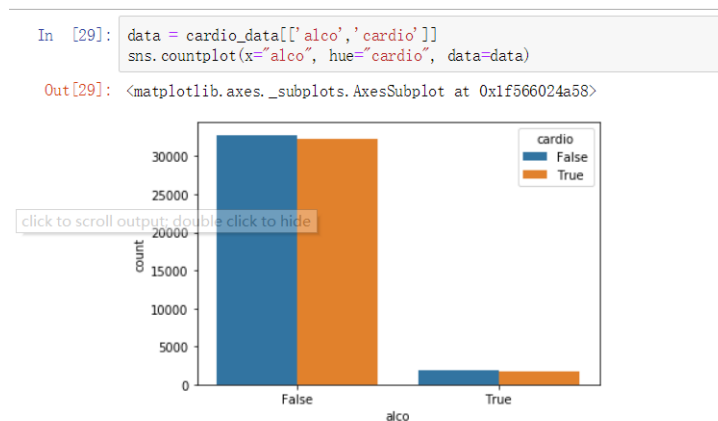 In [29]: data = cardio_data[['alco','cardio']]
sns.countplot(x="alco", hue="cardio", data=data)
Out[29]: <matplotlib.axes._subplots.AxesSubplot at 0x1f566024a58>
cardio
False
True
30000
25000
click to scroll output; double click to hide
20000
15000
10000
5000
0
count
False True
alco